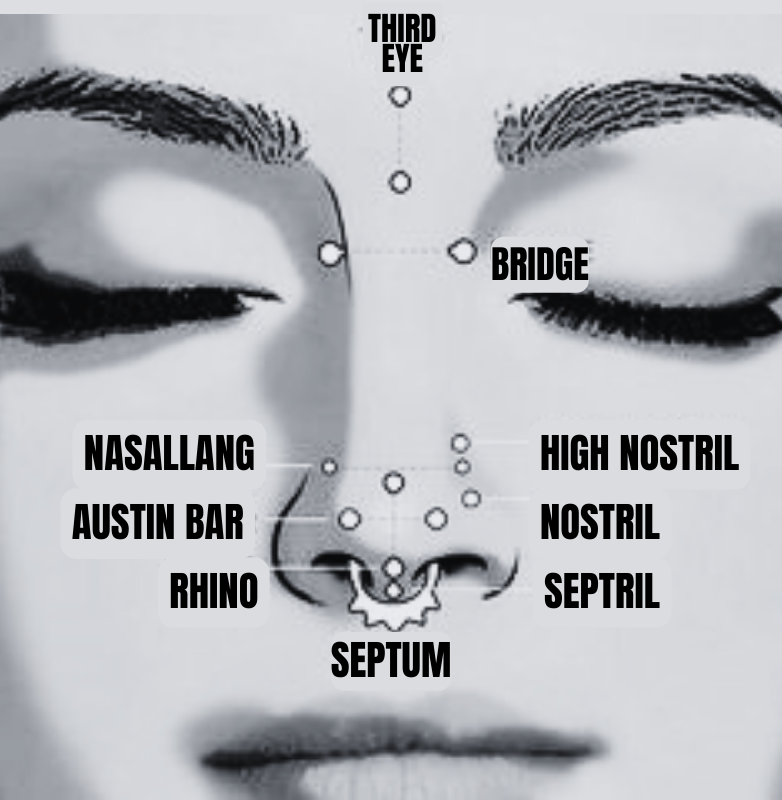 THIRD
EYE
BRIDGE
NASALLANG
HIGH NOSTRIL
AUSTIN BAR
NOSTRIL
RHINO
SEPTRIL
SEPTUM